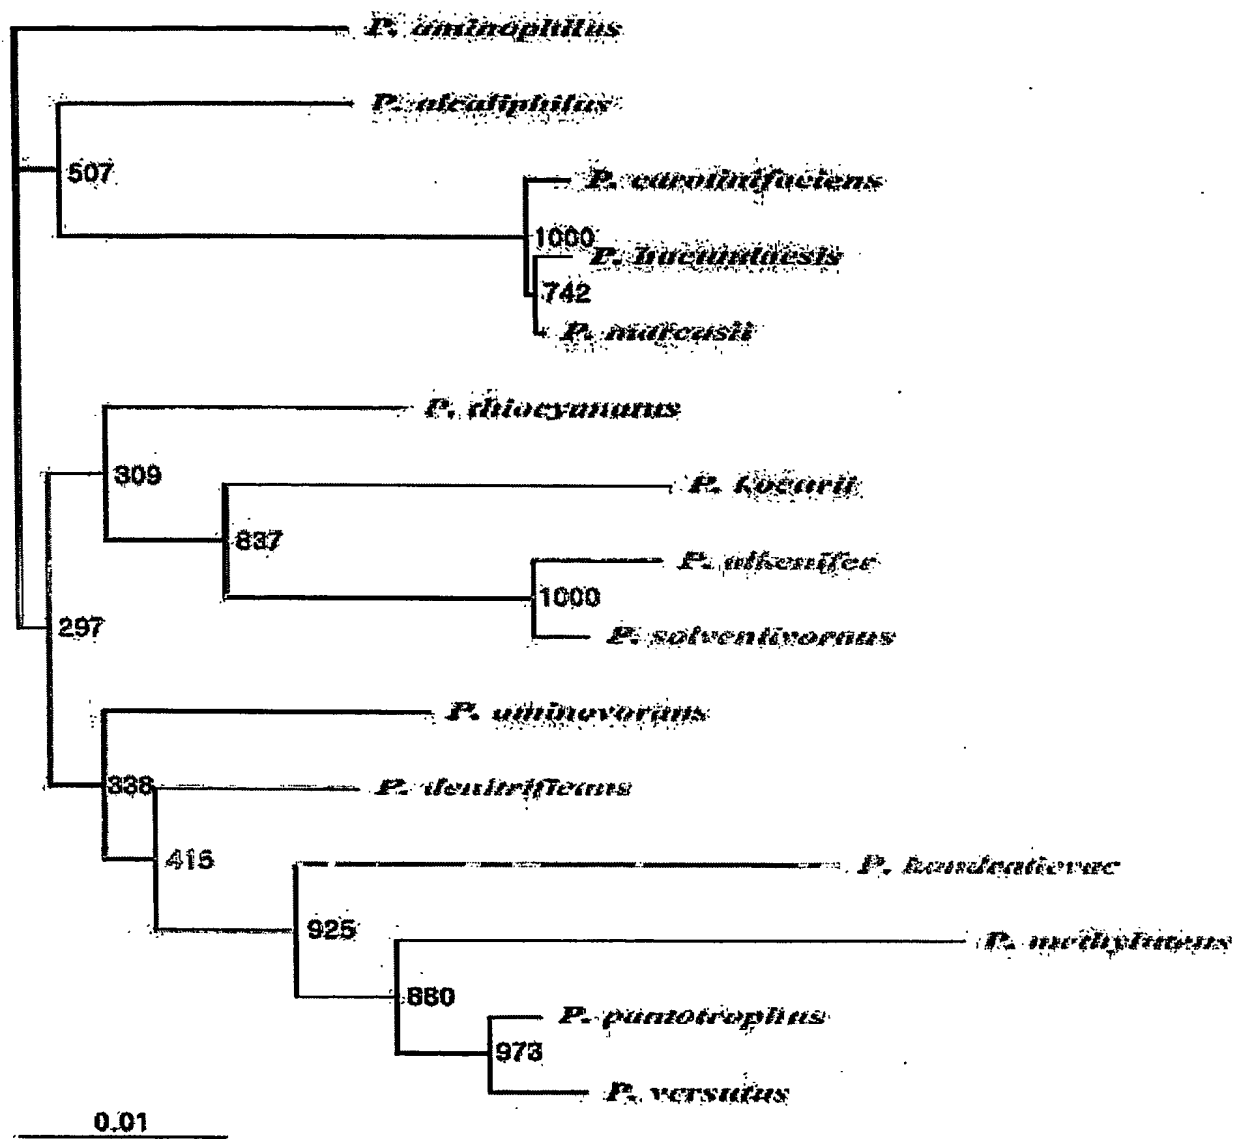 P. aminophilus
P. alcaliphilus
507
P. carotinifaciens
1000
P. haeundaesis
742
P. marcusii
P. thiocyanatus
309
P. kocurii
837
P. alkenifer
1000
P. solventivorans
297
P. aminovorans
338
P. denitrificans
415
P. kondratievae
925
P. methylutens
880
P. pantotrophus
973
P. versutus
0.01